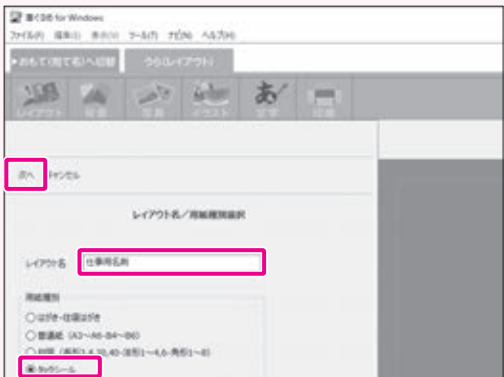 筆ぐるめ for Windows
ファイル(F) 編集(E) 表示(V) ツール(T) ナビ(N) ヘルプ(H)
おもて(宛て名)へ切替 うら(レイアウト)
レイアウト 背景 イラスト 文字 印刷
次へ キャンセル
レイアウト名／用紙種別選択
レイアウト名 仕事用名刺
用紙種別
はがき・往復はがき
普通紙 (A3～A6・B4～B6)
封筒
タックシール